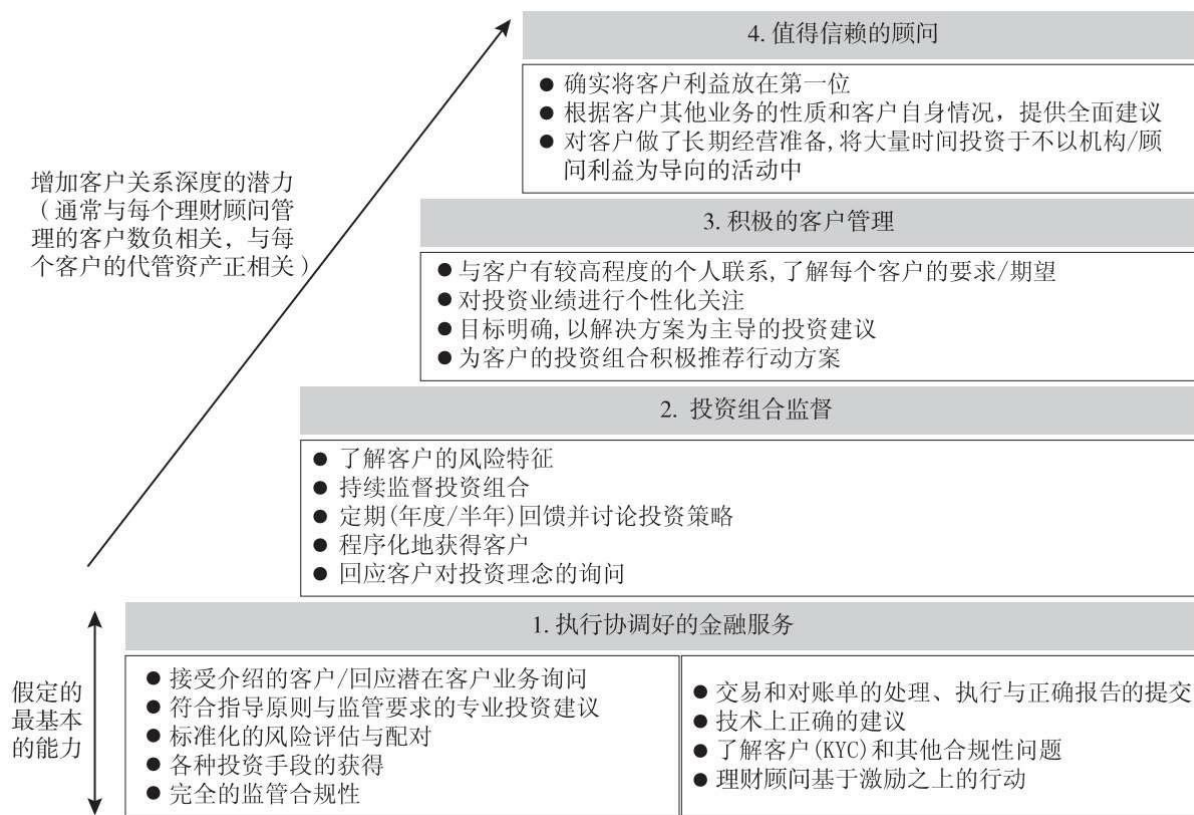 4. 值得信赖的顾问
● 确实将客户利益放在第一位
● 根据客户其他业务的性质和客户自身情况，提供全面建议
● 对客户做了长期经营准备,将大量时间投资于不以机构/顾
问利益为导向的活动中
增加客户关系深度的潜力
（通常与每个理财顾问管
理的客户数负相关，与每
个客户的代管资产正相关）
3. 积极的客户管理
● 与客户有较高程度的个人联系,了解每个客户的要求/期望
● 对投资业绩进行个性化关注
● 目标明确,以解决方案为主导的投资建议
● 为客户的投资组合积极推荐行动方案
2. 投资组合监督
● 了解客户的风险特征
● 持续监督投资组合
● 定期(年度/半年)回馈并讨论投资策略
● 程序化地获得客户
● 回应客户对投资理念的询问
1. 执行协调好的金融服务
假定的
最基本
的能力
● 接受介绍的客户/回应潜在客户业务询问
● 符合指导原则与监管要求的专业投资建议
● 标准化的风险评估与配对
● 各种投资手段的获得
● 完全的监管合规性
● 交易和对账单的处理、执行与正确报告的提交
● 技术上正确的建议
● 了解客户(KYC)和其他合规性问题
● 理财顾问基于激励之上的行动